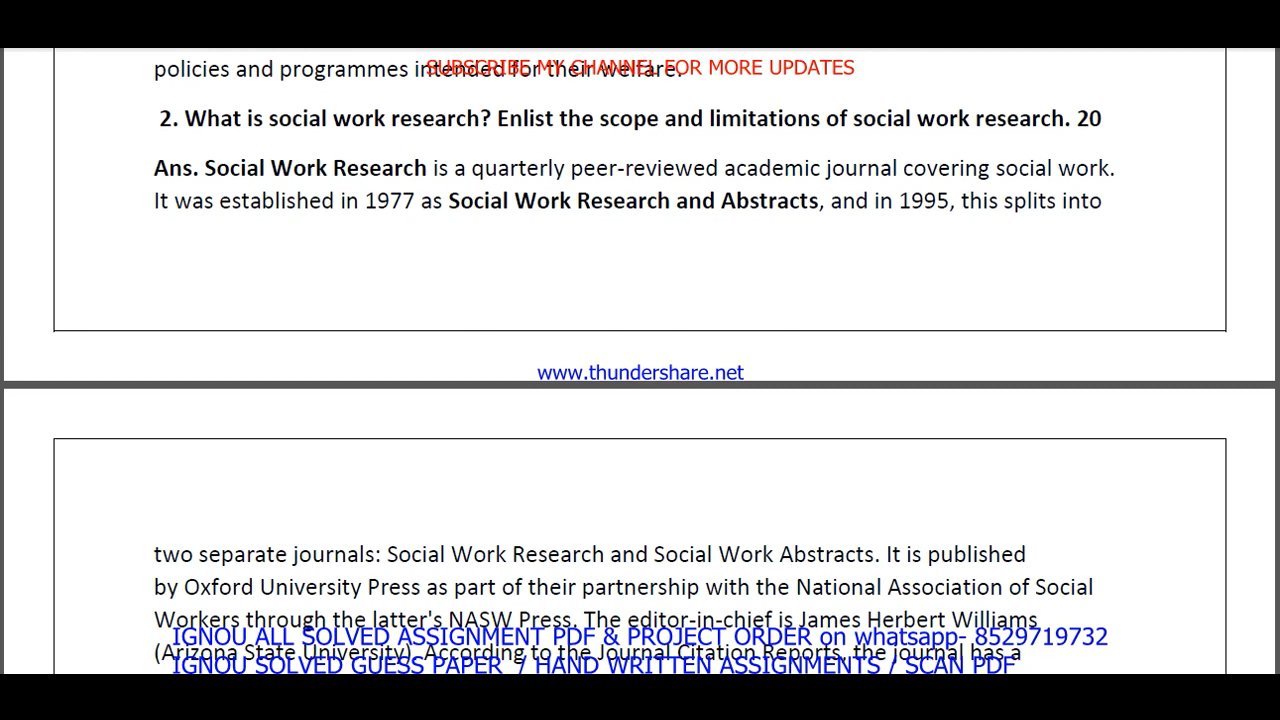 policies and programmes intended for their welfare.
SUBSCRIBE MY CHANNEL FOR MORE UPDATES
2. What is social work research? Enlist the scope and limitations of social work research. 20
Ans. Social Work Research is a quarterly peer-reviewed academic journal covering social work.
It was established in 1977 as Social Work Research and Abstracts, and in 1995, this splits into
www.thundershare.net
two separate journals: Social Work Research and Social Work Abstracts. It is published
by Oxford University Press as part of their partnership with the National Association of Social
Workers through the latter's NASW Press. The editor-in-chief is James Herbert Williams
IGNOU ALL SOLVED ASSIGNMENT PDF & PROJECT ORDER on whatsapp- 8529719732
(Arizona State University). According to the Journal Citation Reports, the journal has a
IGNOU SOLVED GUESS PAPER / HAND WRITTEN ASSIGNMENTS / SCAN PDF